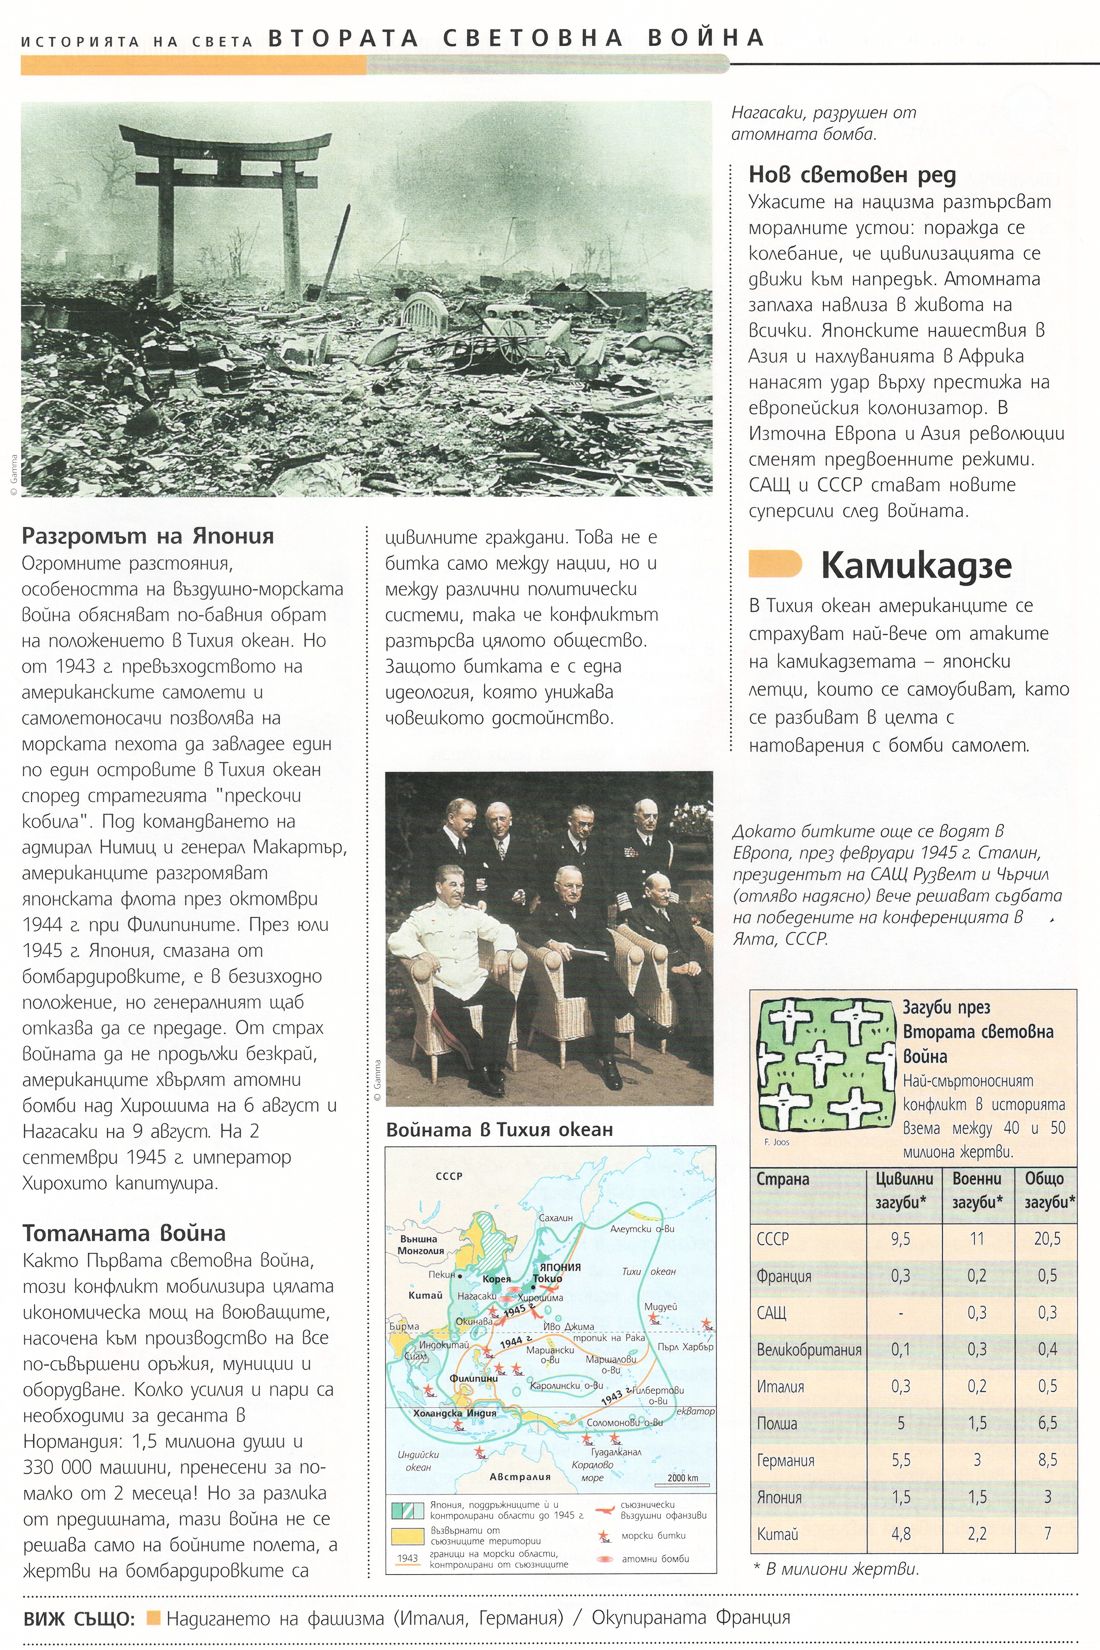 ИСТОРИЯТА НА СВЕТА ВТОРАТА СВЕТОВНА ВОЙНА
© Gamma
Нагасаки, разрушен от
атомната бомба.
Разгромът на Япония
Огромните разстояния,
особеността на въздушно-морската
война обясняват по-бавния обрат
на положението в Тихия океан. Но
от 1943 г. превъзходството на
американските самолети и
самолетоносачи позволява на
морската пехота да завладее един
по един островите в Тихия океан
според стратегията "прескочи
кобила". Под командването на
адмирал Нимиц и генерал Макартър,
американците разгромяват
японската флота през октомври
1944 г. при Филипините. През юли
1945 г. Япония, смазана от
бомбардировките, е в безизходно
положение, но генералният щаб
отказва да се предаде. От страх
войната да не продължи безкрай,
американците хвърлят атомни
бомби над Хирошима на 6 август и
Нагасаки на 9 август. На 2
септември 1945 г. император
Хирохито капитулира.
Тоталната война
Както Първата световна война,
този конфликт мобилизира цялата
икономическа мощ на воюващите,
насочена към производство на все
по-съвършени оръжия, муниции и
оборудване. Колко усилия и пари са
необходими за десанта в
Нормандия: 1,5 милиона души и
330 000 машини, пренесени за по-
малко от 2 месеца! Но за разлика
от предишната, тази война не се
решава само на бойните полета, а
жертви на бомбардировките са
цивилните граждани. Това не е
битка само между нации, но и
между различни политически
системи, така че конфликтът
разтърсва цялото общество.
Защото битката е с една
идеология, която унижава
човешкото достойнство.
© Gamma
Войната в Тихия океан
СССР
Сахалин
Алеутски о-ви
Външна
Монголия
Пекин
Корея
ЯПОНИЯ
Токио
Тихи океан
Китай
Нагасаки
Хирошима
1945 г.
Мидуей
Окинава
Бирма
Иво Джима
тропик на Рака
Пърл Харбър
Индокитай
1944 г.
Сиам
Мариански
о-ви
Маршалови
о-ви
Филипини
Каролински о-ви
1943 г.
Гилбертови
о-ви
Холандска Индия
екватор
Соломонови о-ви
Индийски
океан
Гуадалканал
Австралия
Коралово
море
2000 km
Япония, поддръжниците й и
контролирани области до 1945 г.
възвърнати от
съюзниците територии
1943 граници на морски области,
контролирани от съюзниците
съюзнически
въздушни офанзиви
морски битки
атомни бомби
Нов световен ред
Ужасите на нацизма разтърсват
моралните устои: поражда се
колебание, че цивилизацията се
движи към напредък. Атомната
заплаха навлиза в живота на
всички. Японските нашествия в
Азия и нахлуванията в Африка
нанасят удар върху престижа на
европейския колонизатор. В
Източна Европа и Азия революции
сменят предвоенните режими.
САЩ и СССР стават новите
суперсили след войната.
Камикадзе
В Тихия океан американците се
страхуват най-вече от атаките
на камикадзетата – японски
летци, които се самоубиват, като
се разбиват в целта с
натоварения с бомби самолет.
Докато битките още се водят в
Европа, през февруари 1945 г. Сталин,
президентът на САЩ Рузвелт и Чърчил
(отляво надясно) вече решават съдбата
на победените на конференцията в
Ялта, СССР.
F. Joos
Загуби през
Втората световна
война
Най-смъртоносният
конфликт в историята
взема между 40 и 50
милиона жертви.
Страна Цивилни загуби* Военни загуби* Общо загуби*
СССР 9,5 11 20,5
Франция 0,3 0,2 0,5
САЩ - 0,3 0,3
Великобритания 0,1 0,3 0,4
Италия 0,3 0,2 0,5
Полша 5 1,5 6,5
Германия 5,5 3 8,5
Япония 1,5 1,5 3
Китай 4,8 2,2 7
* В милиони жертви.
ВИЖ СЪЩО: Надигането на фашизма (Италия, Германия) / Окупираната Франция